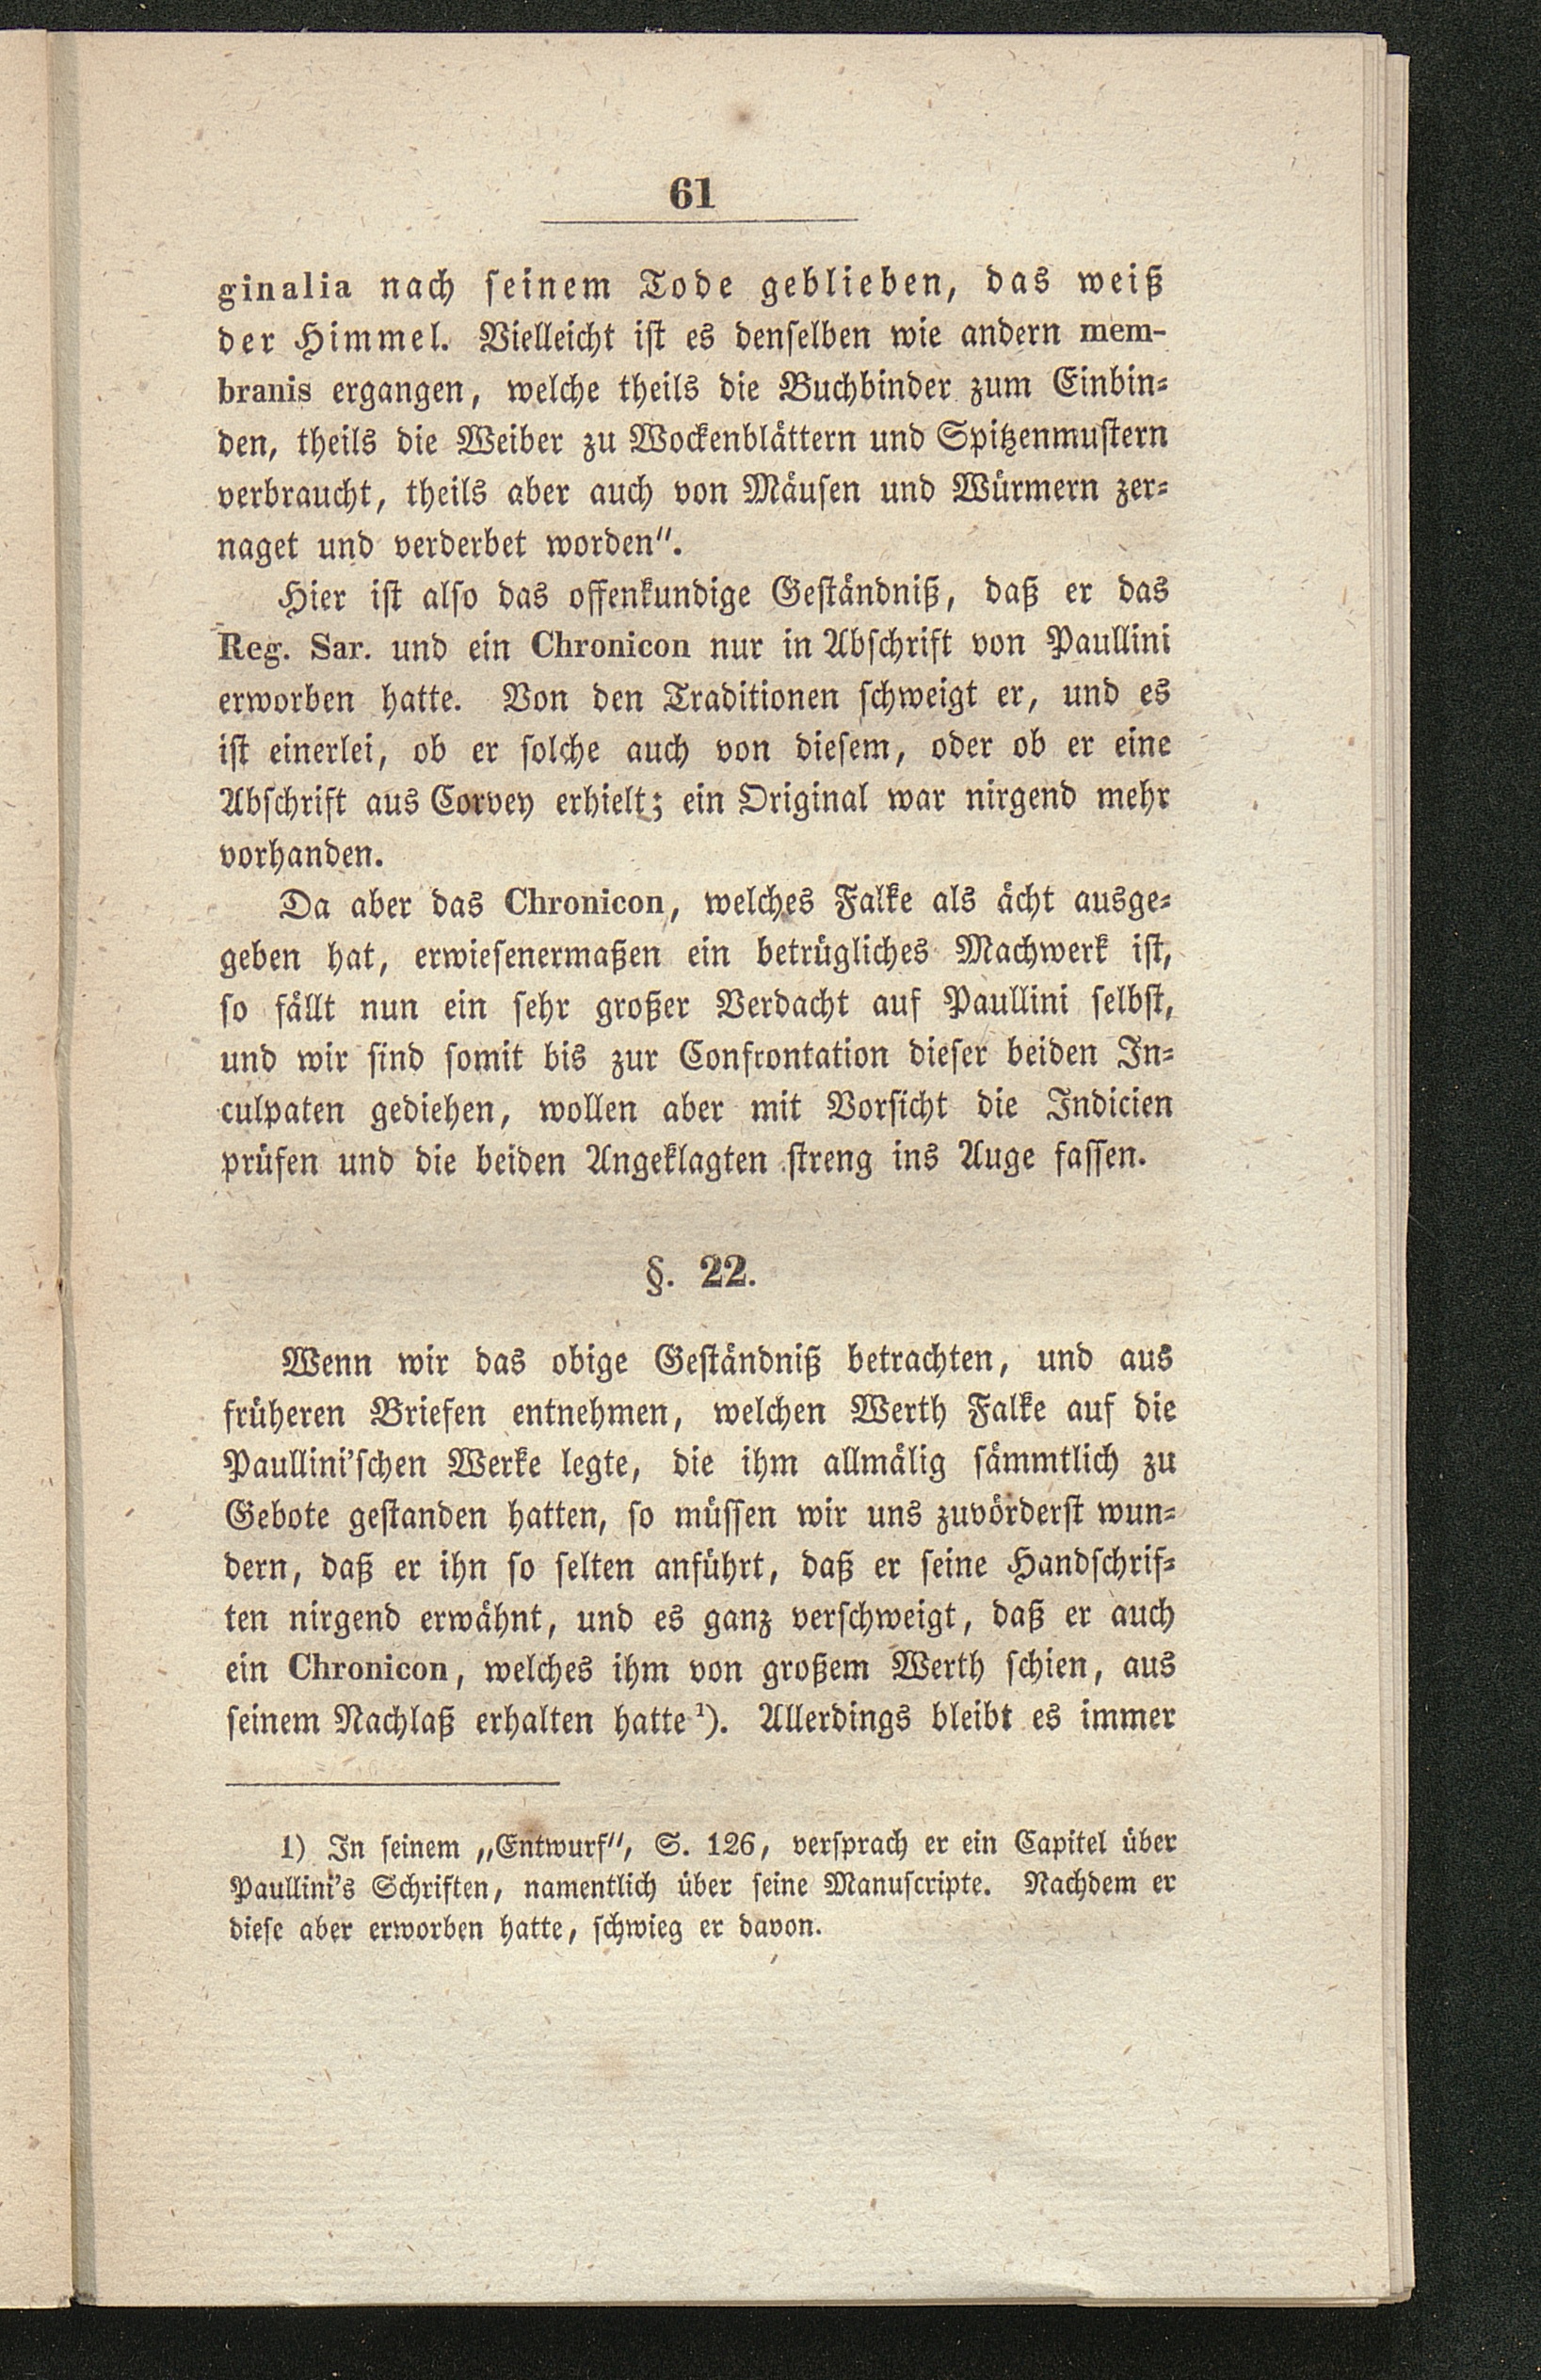 61
ginalia nach seinem Tode geblieben, das weiß
der Himmel. Vielleicht ist es denselben wie andern mem-
branis ergangen, welche theils die Buchbinder zum Einbin-
den, theils die Weiber zu Wockenblättern und Spitzenmustern
verbraucht, theils aber auch von Mäusen und Würmern zer-
naget und verderbet worden".
Hier ist also das offenkundige Geständniß, daß er das
Reg. Sar. und ein Chronicon nur in Abschrift von Paullini
erworben hatte. Von den Traditionen schweigt er, und es
ist einerlei, ob er solche auch von diesem, oder ob er eine
Abschrift aus Corvey erhielt; ein Original war nirgend mehr
vorhanden.
Da aber das Chronicon, welches Falke als ächt ausge-
geben hat, erwiesenermaßen ein betrügliches Machwerk ist,
so fällt nun ein sehr großer Verdacht auf Paullini selbst,
und wir sind somit bis zur Confrontation dieser beiden In-
culpaten gediehen, wollen aber mit Vorsicht die Indicien
prüfen und die beiden Angeklagten streng ins Auge fassen.
§. 22.
Wenn wir das obige Geständniß betrachten, und aus
früheren Briefen entnehmen, welchen Werth Falke auf die
Paullini'schen Werke legte, die ihm allmälig sämmtlich zu
Gebote gestanden hatten, so müssen wir uns zuvörderst wun-
dern, daß er ihn so selten anführt, daß er seine Handschrif-
ten nirgend erwähnt, und es ganz verschweigt, daß er auch
ein Chronicon, welches ihm von großem Werth schien, aus
seinem Nachlaß erhalten hatte¹). Allerdings bleibt es immer
1) In seinem „Entwurf", S. 126, versprach er ein Capitel über
Paullini's Schriften, namentlich über seine Manuscripte. Nachdem er
diese aber erworben hatte, schwieg er davon.